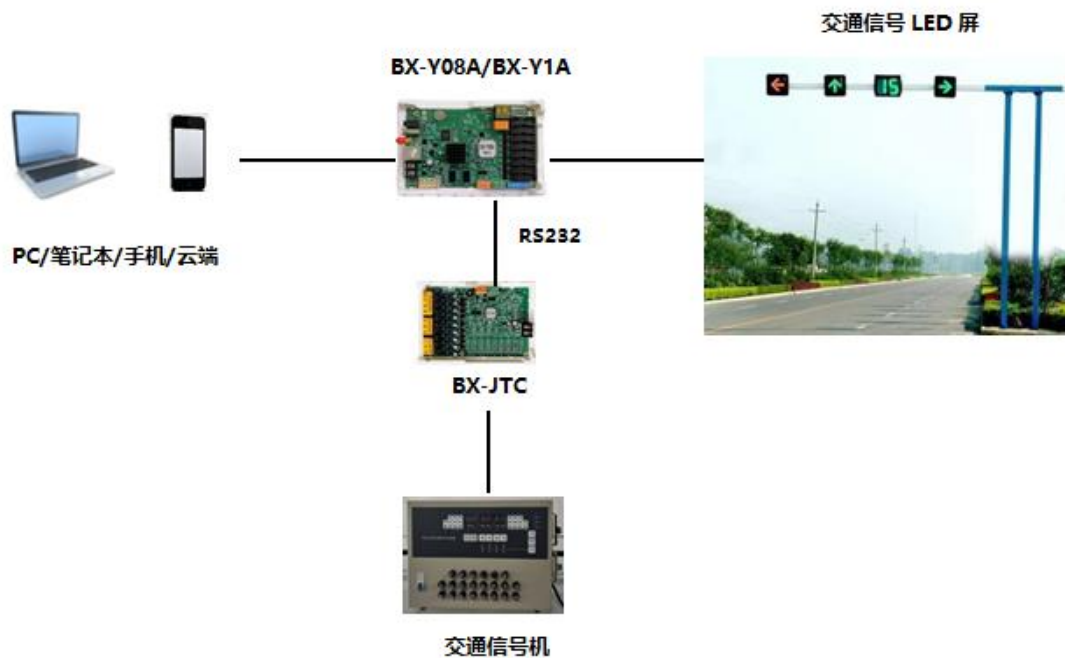 交通信号 LED 屏
BX-Y08A/BX-Y1A
15
PC/笔记本/手机/云端
RS232
BX-JTC
交通信号机